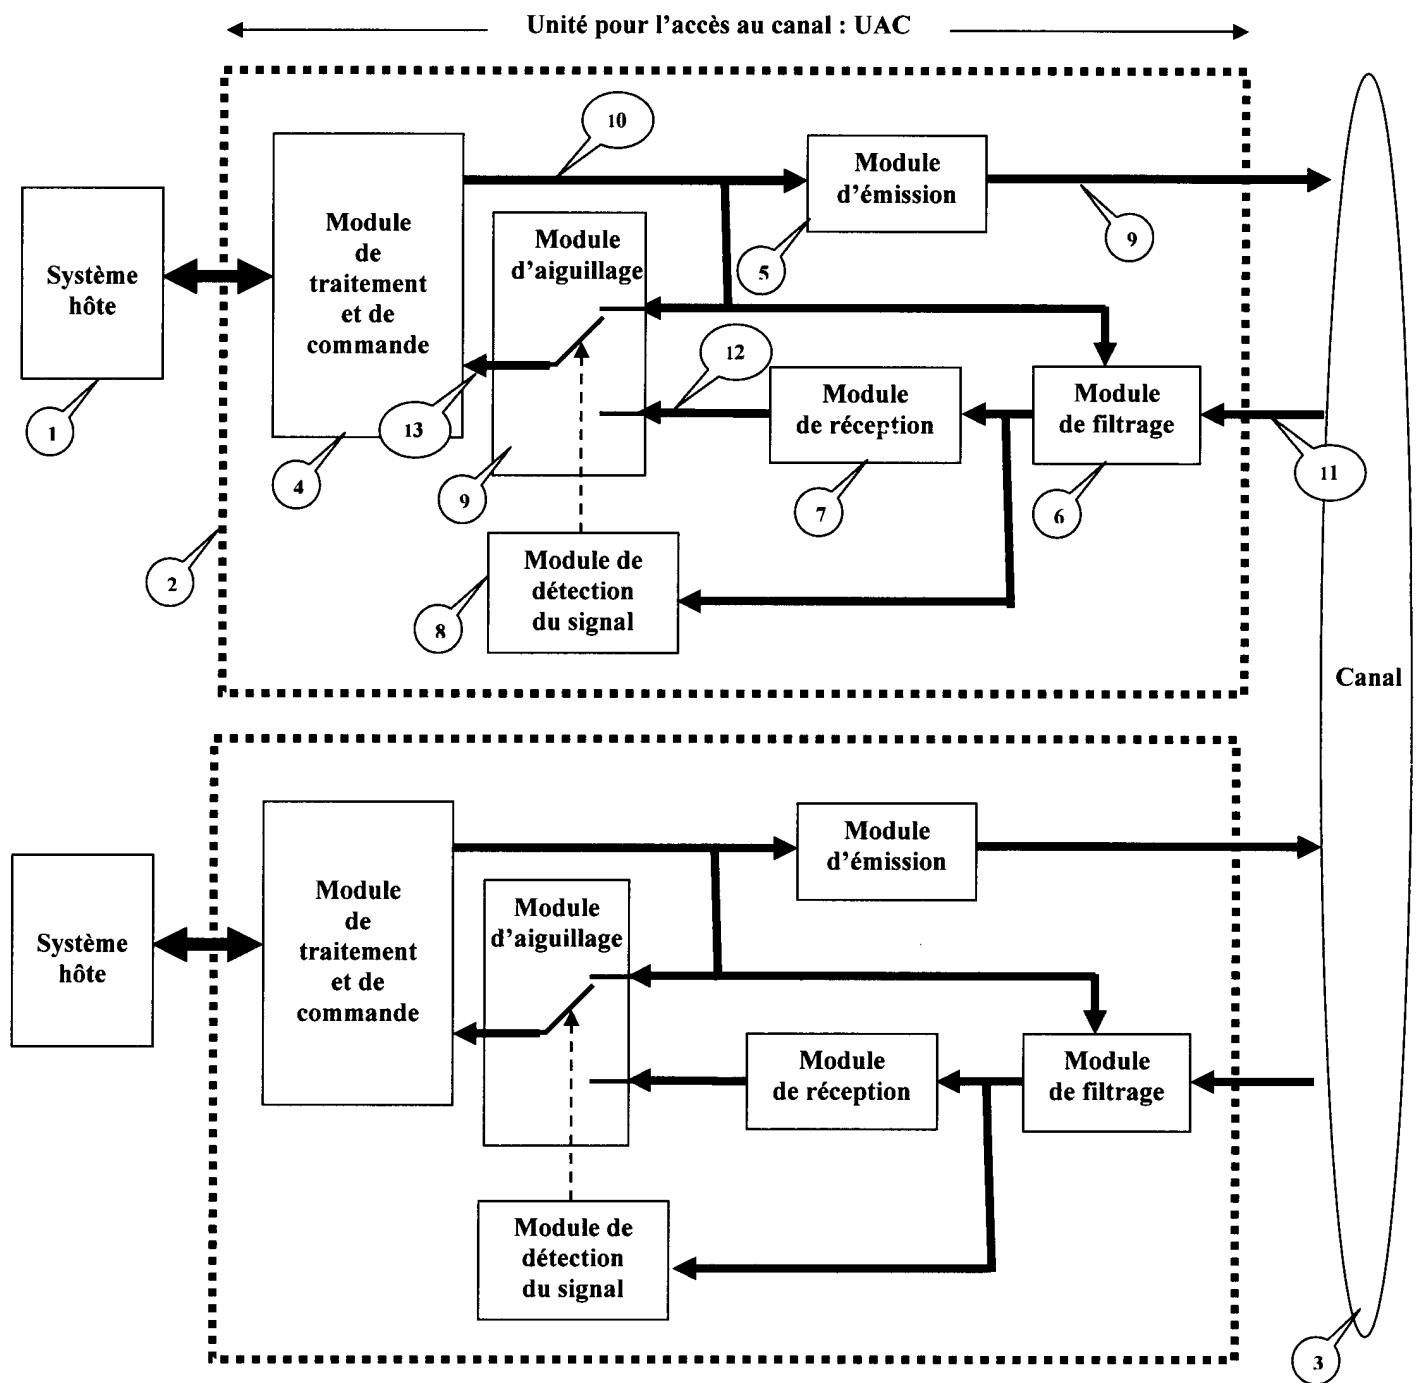 Unité pour l'accès au canal : UAC
10
Module
d'émission
9
5
Module
de
traitement
et de
commande
Module
d'aiguillage
Système
hôte
1
12
13
Module
de réception
Module
de filtrage
11
4
9
7
6
2
Module de
détection
du signal
8
Canal
Module
d'émission
Module
de
traitement
et de
commande
Module
d'aiguillage
Système
hôte
Module
de réception
Module
de filtrage
Module de
détection
du signal
3